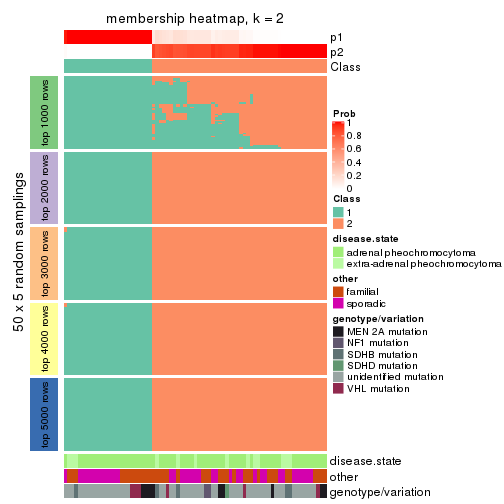 membership heatmap, k = 2
p1
p2
Class
50 x 5 random samplings
top 1000 rows
top 2000 rows
top 3000 rows
top 4000 rows
top 5000 rows
Prob
1
0.8
0.6
0.4
0.2
0
Class
1
2
disease.state
adrenal pheochromocytoma
extra-adrenal pheochromocytoma
other
familial
sporadic
genotype/variation
MEN 2A mutation
NF1 mutation
SDHB mutation
SDHD mutation
unidentified mutation
VHL mutation
disease.state
other
genotype/variation